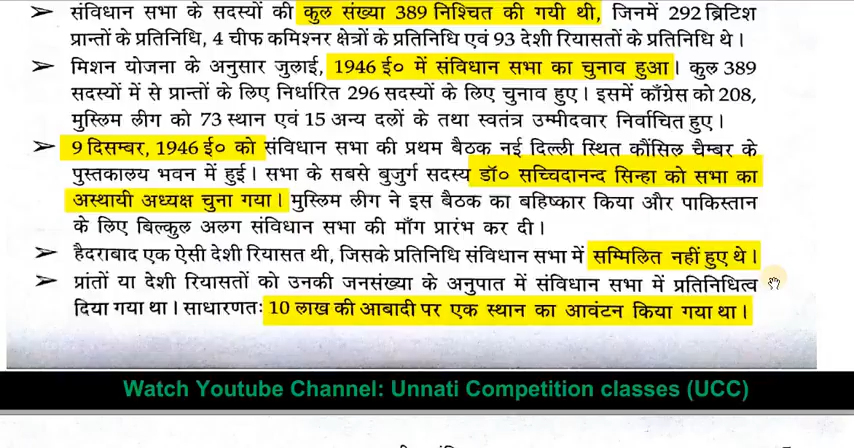 ➢ संविधान सभा के सदस्यों की कुल संख्या 389 निश्चित की गयी थी, जिनमें 292 ब्रिटिश
प्रान्तों के प्रतिनिधि, 4 चीफ कमिश्नर क्षेत्रों के प्रतिनिधि एवं 93 देशी रियासतों के प्रतिनिधि थे।
➢ मिशन योजना के अनुसार जुलाई, 1946 ई० में संविधान सभा का चुनाव हुआ। कुल 389
सदस्यों में से प्रान्तों के लिए निर्धारित 296 सदस्यों के लिए चुनाव हुए। इसमें काँग्रेस को 208,
मुस्लिम लीग को 73 स्थान एवं 15 अन्य दलों के तथा स्वतंत्र उम्मीदवार निर्वाचित हुए।
➢ 9 दिसम्बर, 1946 ई० को संविधान सभा की प्रथम बैठक नई दिल्ली स्थित कौंसिल चैम्बर के
पुस्तकालय भवन में हुई। सभा के सबसे बुजुर्ग सदस्य डॉ० सच्चिदानन्द सिन्हा को सभा का
अस्थायी अध्यक्ष चुना गया। मुस्लिम लीग ने इस बैठक का बहिष्कार किया और पाकिस्तान
के लिए बिल्कुल अलग संविधान सभा की माँग प्रारंभ कर दी।
➢ हैदराबाद एक ऐसी देशी रियासत थी, जिसके प्रतिनिधि संविधान सभा में सम्मिलित नहीं हुए थे।
➢ प्रांतों या देशी रियासतों को उनकी जनसंख्या के अनुपात में संविधान सभा में प्रतिनिधित्व
दिया गया था। साधारणतः 10 लाख की आबादी पर एक स्थान का आवंटन किया गया था।
Watch Youtube Channel: Unnati Competition classes (UCC)